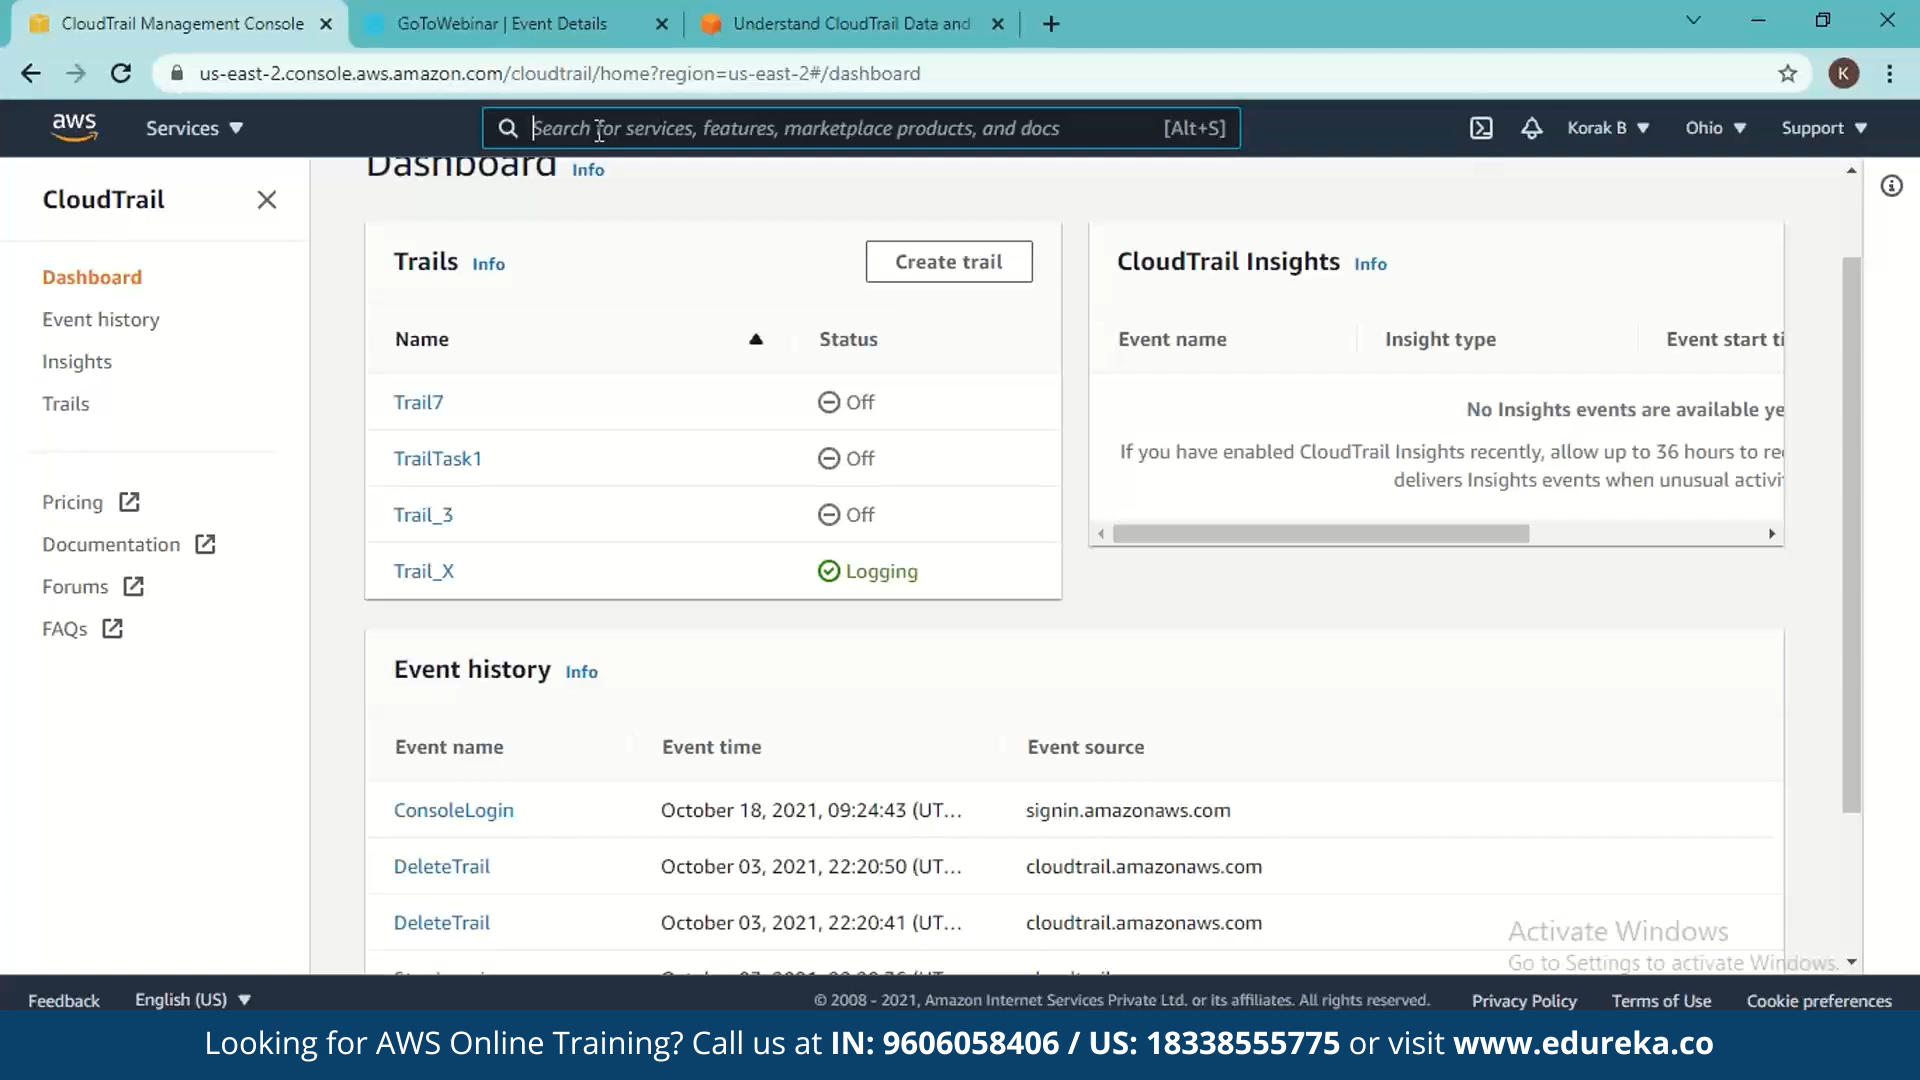 CloudTrail Management Console
GoToWebinar | Event Details
Understand CloudTrail Data and
us-east-2.console.aws.amazon.com/cloudtrail/home?region=us-east-2#/dashboard
K
aws
Services
Search for services, features, marketplace products, and docs
[Alt+S]
Korak B
Ohio
Support
CloudTrail
Dashboard
Event history
Insights
Trails
Pricing
Documentation
Forums
FAQs
Dashboard Info
Trails Info
Create trail
Name Status
Trail7 Off
TrailTask1 Off
Trail_3 Off
Trail_X Logging
CloudTrail Insights Info
Event name Insight type Event start ti
No Insights events are available ye
If you have enabled CloudTrail Insights recently, allow up to 36 hours to re
delivers Insights events when unusual activi
Event history Info
Event name Event time Event source
ConsoleLogin October 18, 2021, 09:24:43 (UT... signin.amazonaws.com
DeleteTrail October 03, 2021, 22:20:50 (UT... cloudtrail.amazonaws.com
DeleteTrail October 03, 2021, 22:20:41 (UT... cloudtrail.amazonaws.com
Activate Windows
Go to Settings to activate Windows.
Feedback English (US) © 2008 - 2021, Amazon Internet Services Private Ltd. or its affiliates. All rights reserved. Privacy Policy Terms of Use Cookie preferences
Looking for AWS Online Training? Call us at IN: 9606058406 / US: 18338555775 or visit www.edureka.co